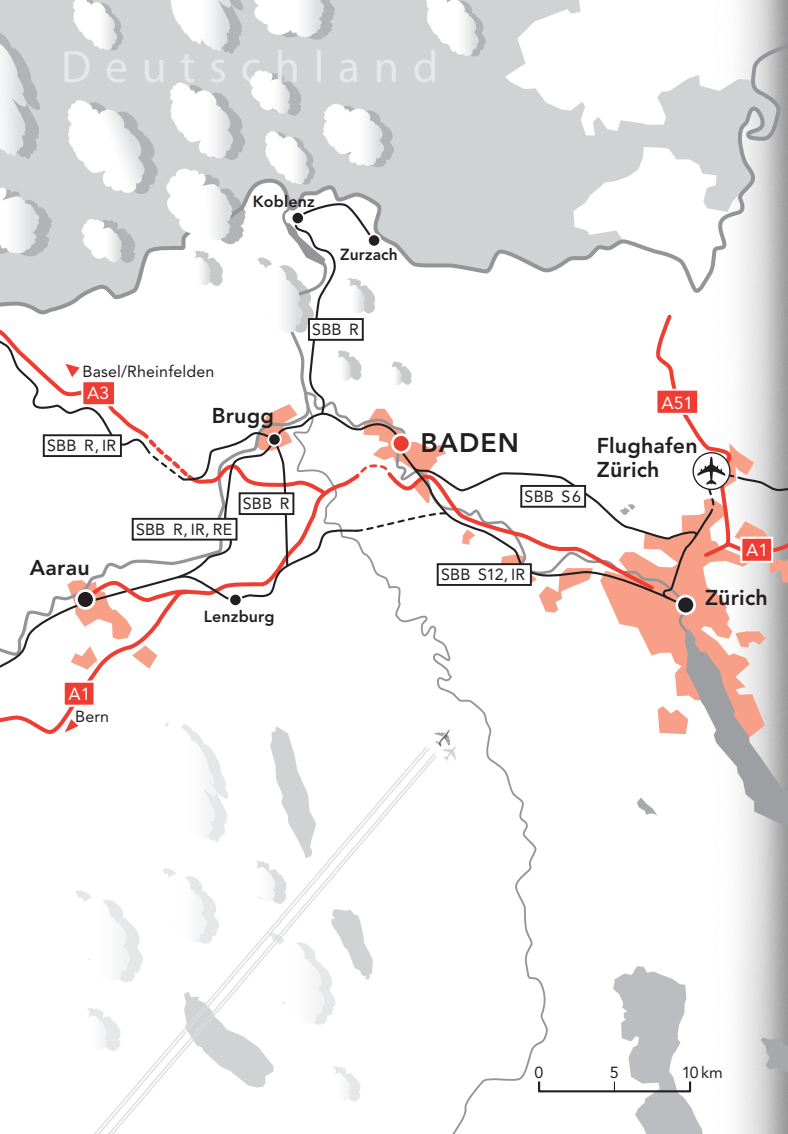 Deutschland
Koblenz
Zurzach
SBB R
Basel/Rheinfelden
A3
A51
Brugg
BADEN
SBB R, IR
Flughafen
Zürich
SBB S6
SBB R
SBB R, IR, RE
A1
Aarau
SBB S12, IR
Zürich
Lenzburg
A1
Bern
0 5 10 km